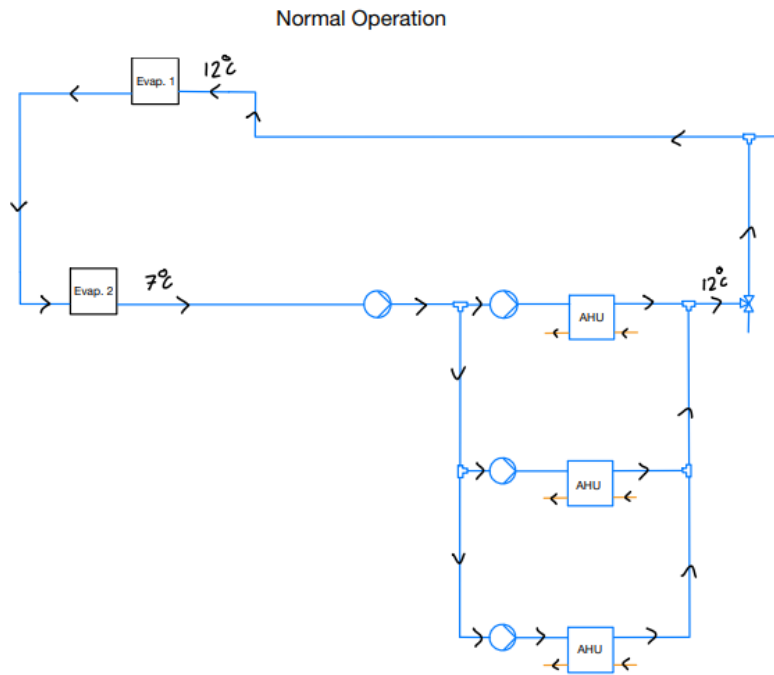 Normal Operation
Evap. 1
12°C
Evap. 2
7°C
12°C
AHU
AHU
AHU